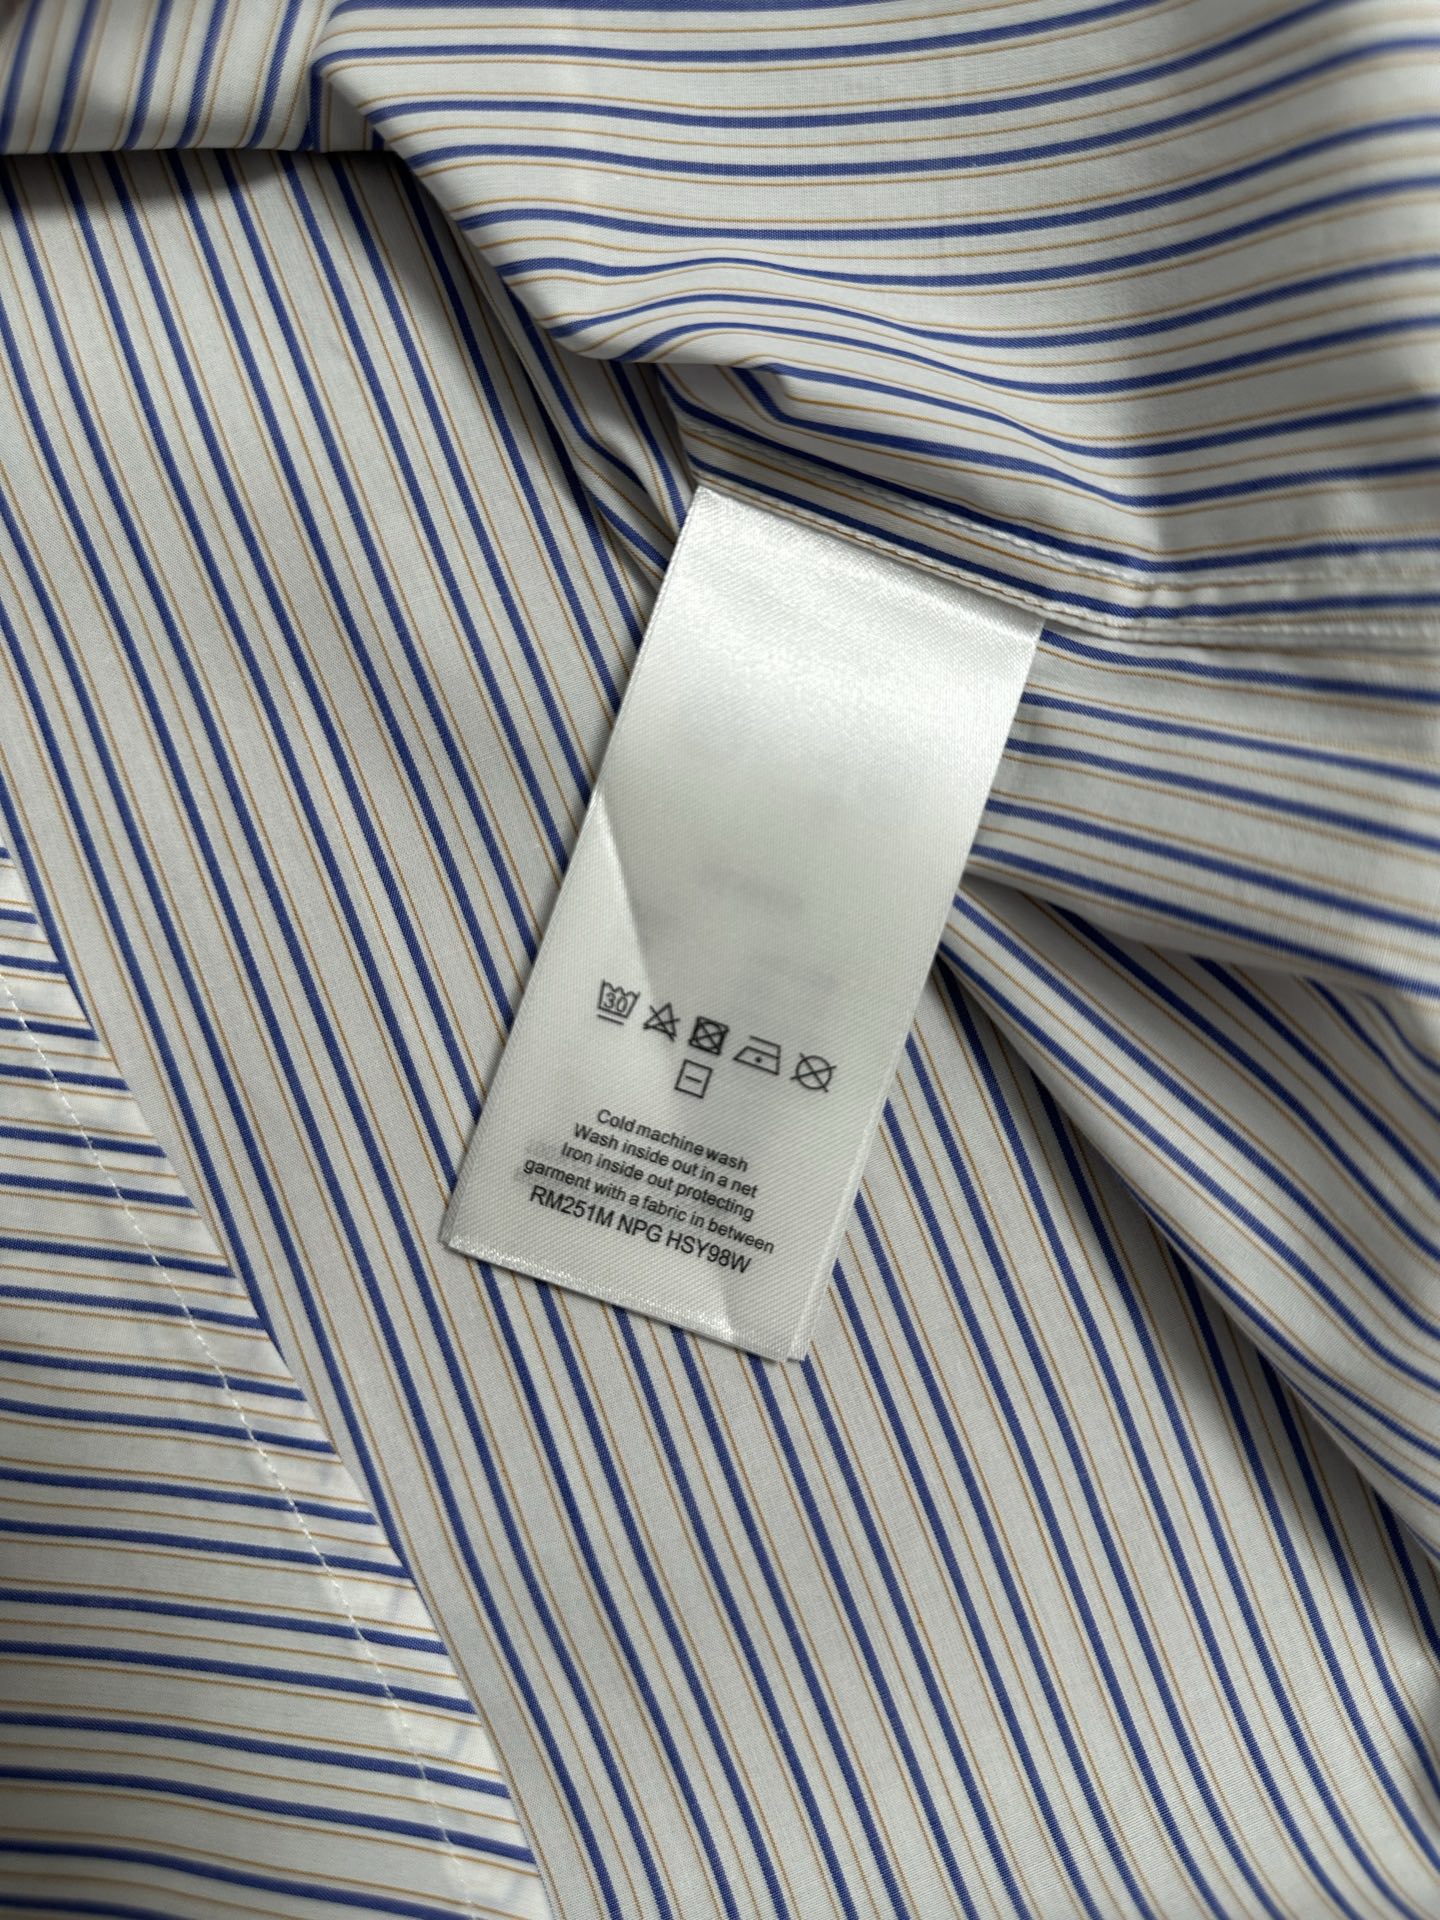 30
Cold machine wash
Wash inside out in a net
Iron inside out protecting
garment with a fabric in between
RM251M NPG HSY98W